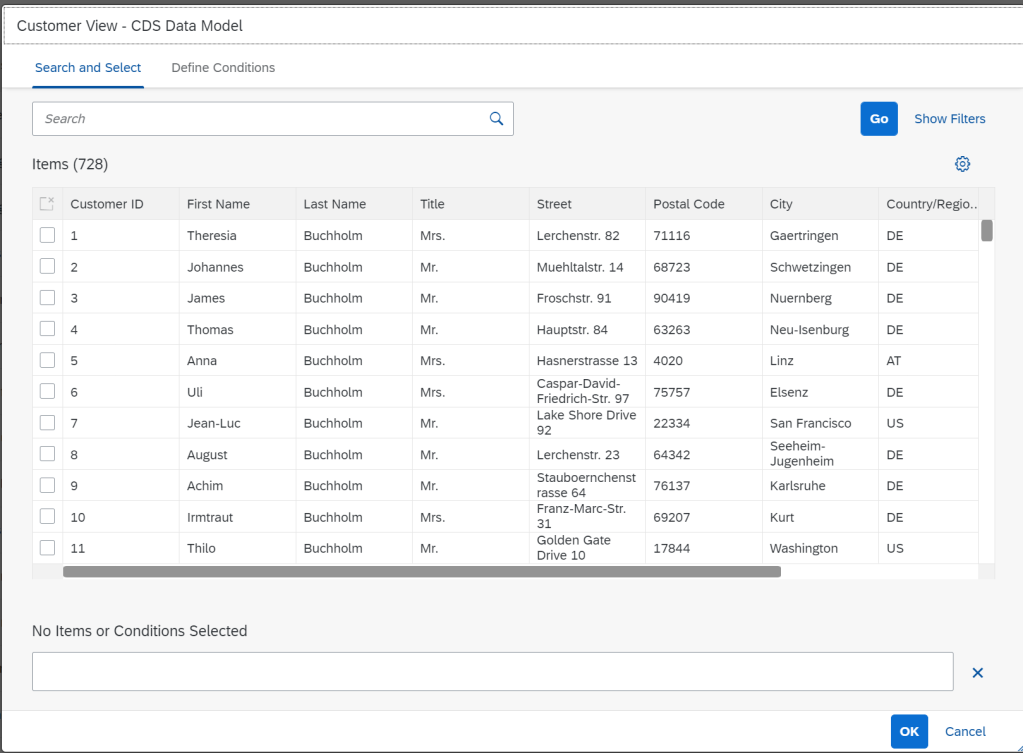 Customer View - CDS Data Model
Search and Select Define Conditions
Search Go Show Filters
Items (728)
Customer ID First Name Last Name Title Street Postal Code City Country/Regio..
1 Theresia Buchholm Mrs. Lerchenstr. 82 71116 Gaertringen DE
2 Johannes Buchholm Mr. Muehltalstr. 14 68723 Schwetzingen DE
3 James Buchholm Mr. Froschstr. 91 90419 Nuernberg DE
4 Thomas Buchholm Mr. Hauptstr. 84 63263 Neu-Isenburg DE
5 Anna Buchholm Mrs. Hasnerstrasse 13 4020 Linz AT
6 Uli Buchholm Mrs. Caspar-David-
Friedrich-Str. 97 75757 Elsenz DE
7 Jean-Luc Buchholm Mr. Lake Shore Drive
92 22334 San Francisco US
8 August Buchholm Mr. Lerchenstr. 23 64342 Seeheim-
Jugenheim DE
9 Achim Buchholm Mr. Stauboernchenst
rasse 64 76137 Karlsruhe DE
10 Irmtraut Buchholm Mrs. Franz-Marc-Str.
31 69207 Kurt DE
11 Thilo Buchholm Mr. Golden Gate
Drive 10 17844 Washington US
No Items or Conditions Selected
OK Cancel